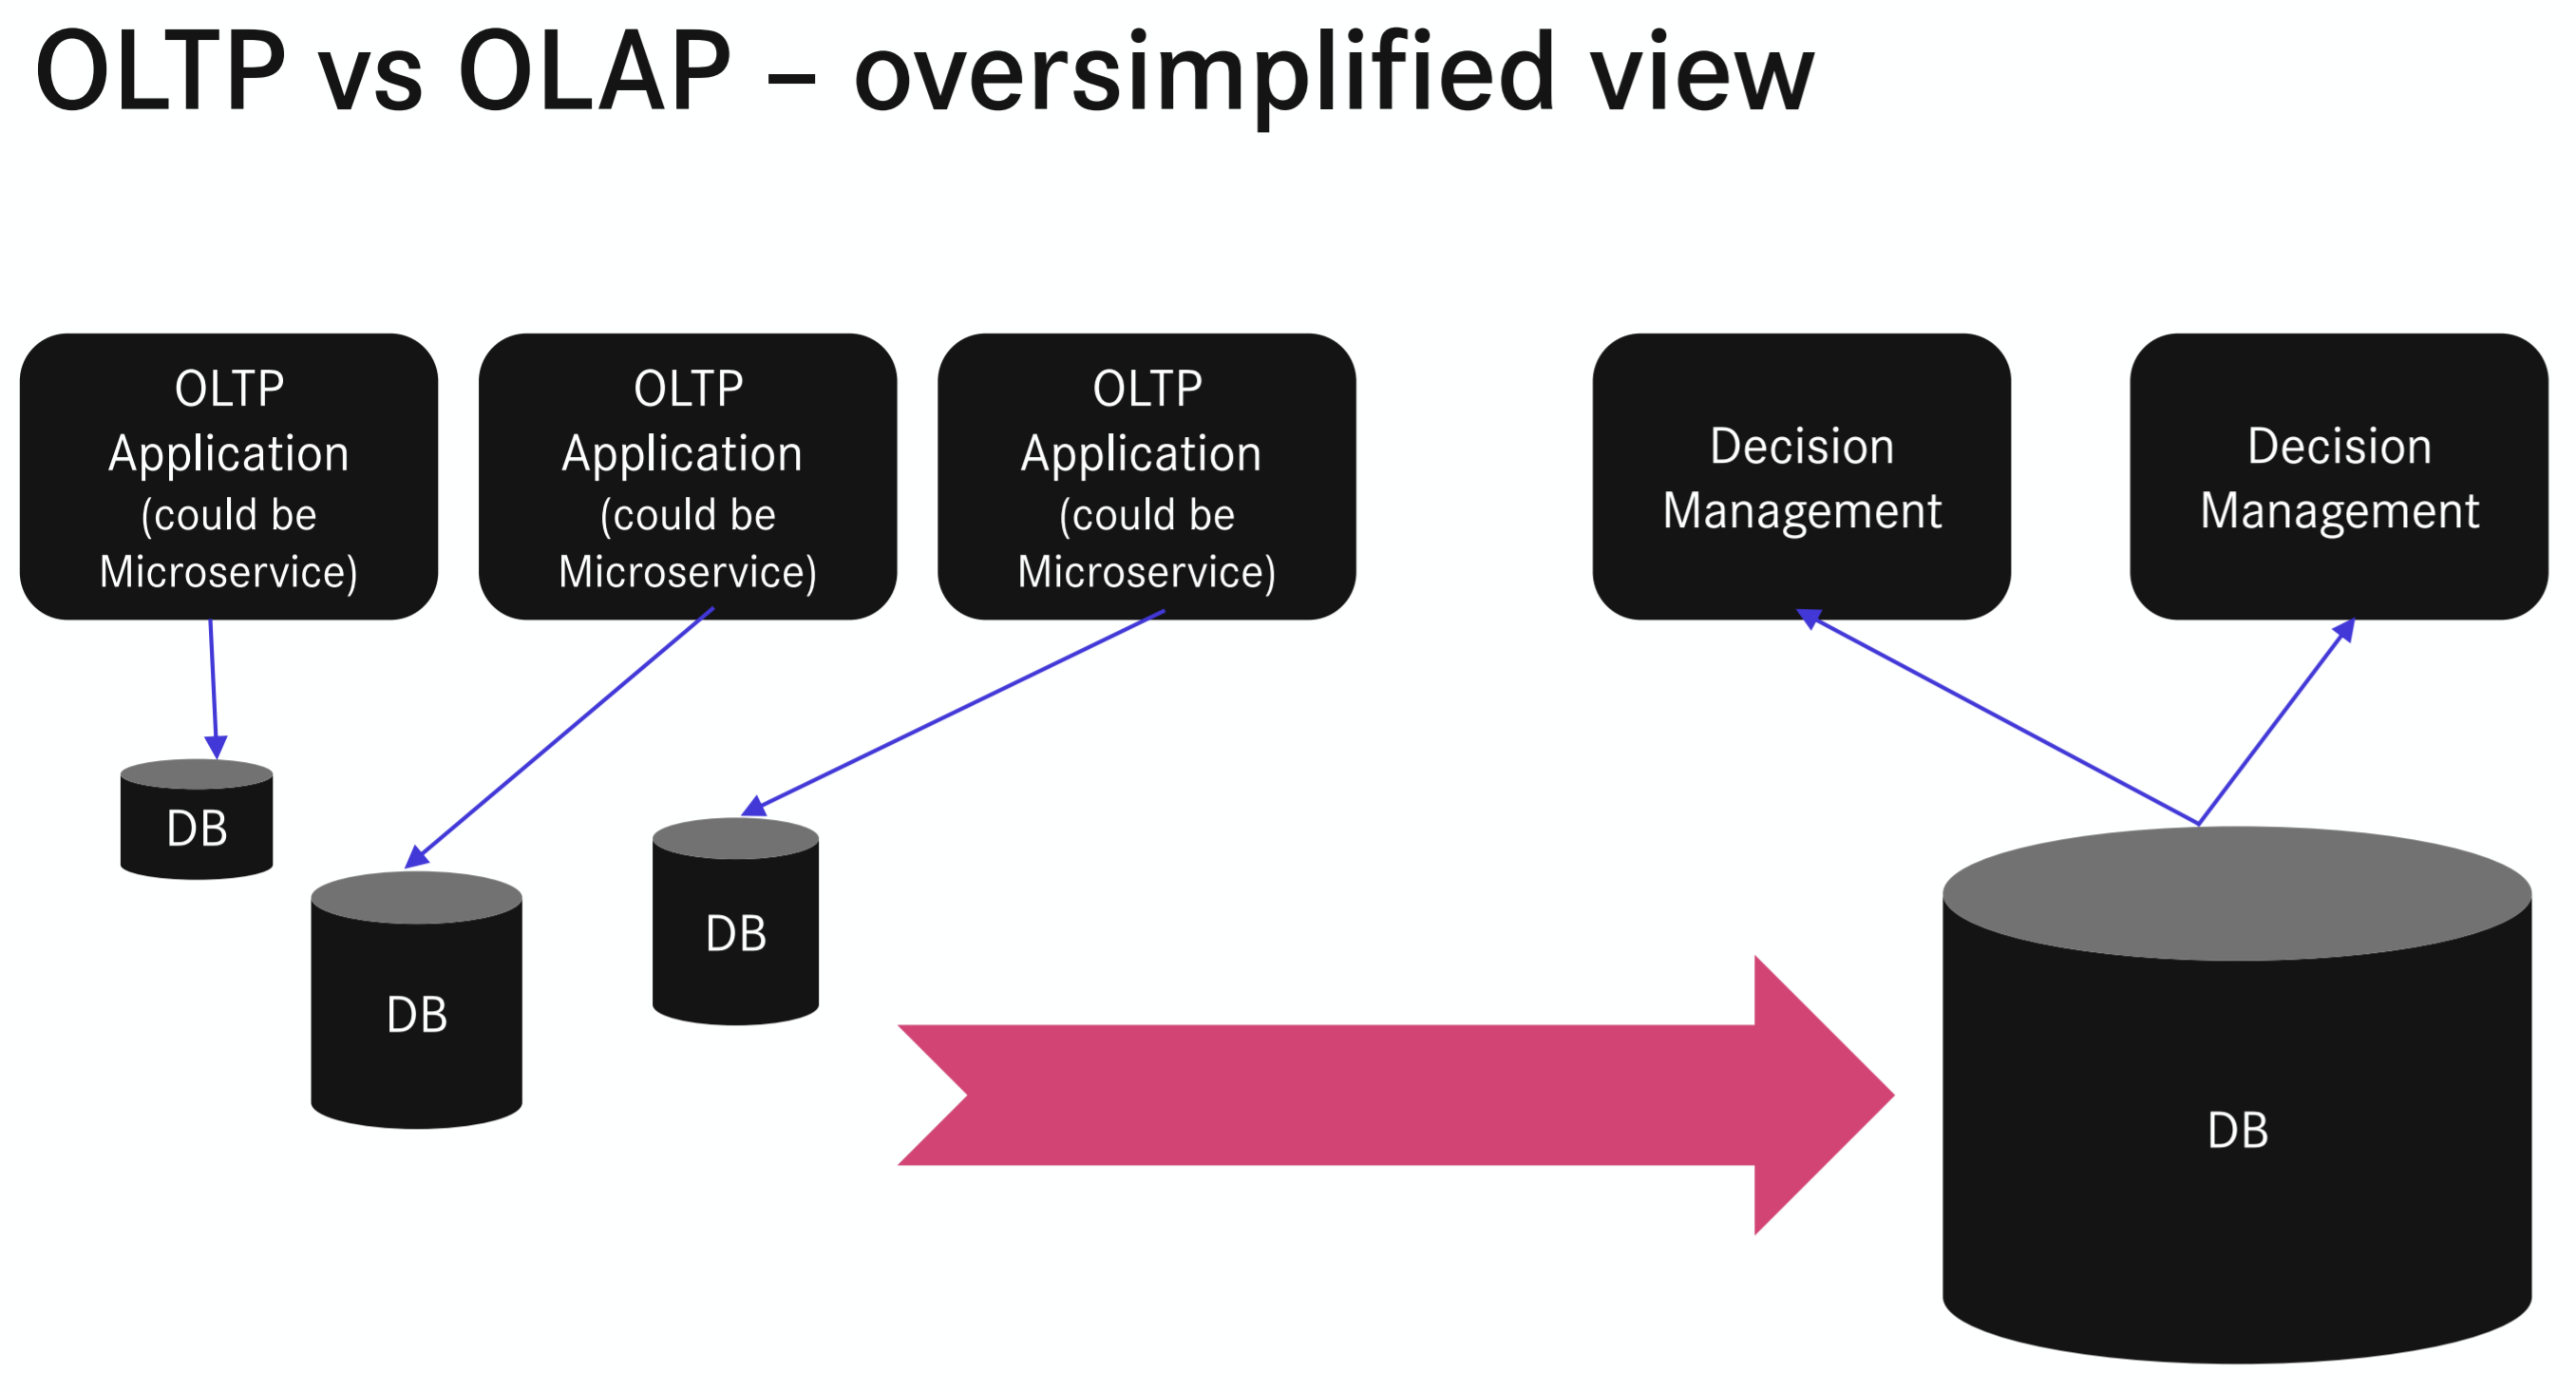 OLTP vs OLAP – oversimplified view
OLTP
Application
(could be
Microservice)
OLTP
Application
(could be
Microservice)
OLTP
Application
(could be
Microservice)
Decision
Management
Decision
Management
DB
DB
DB
DB